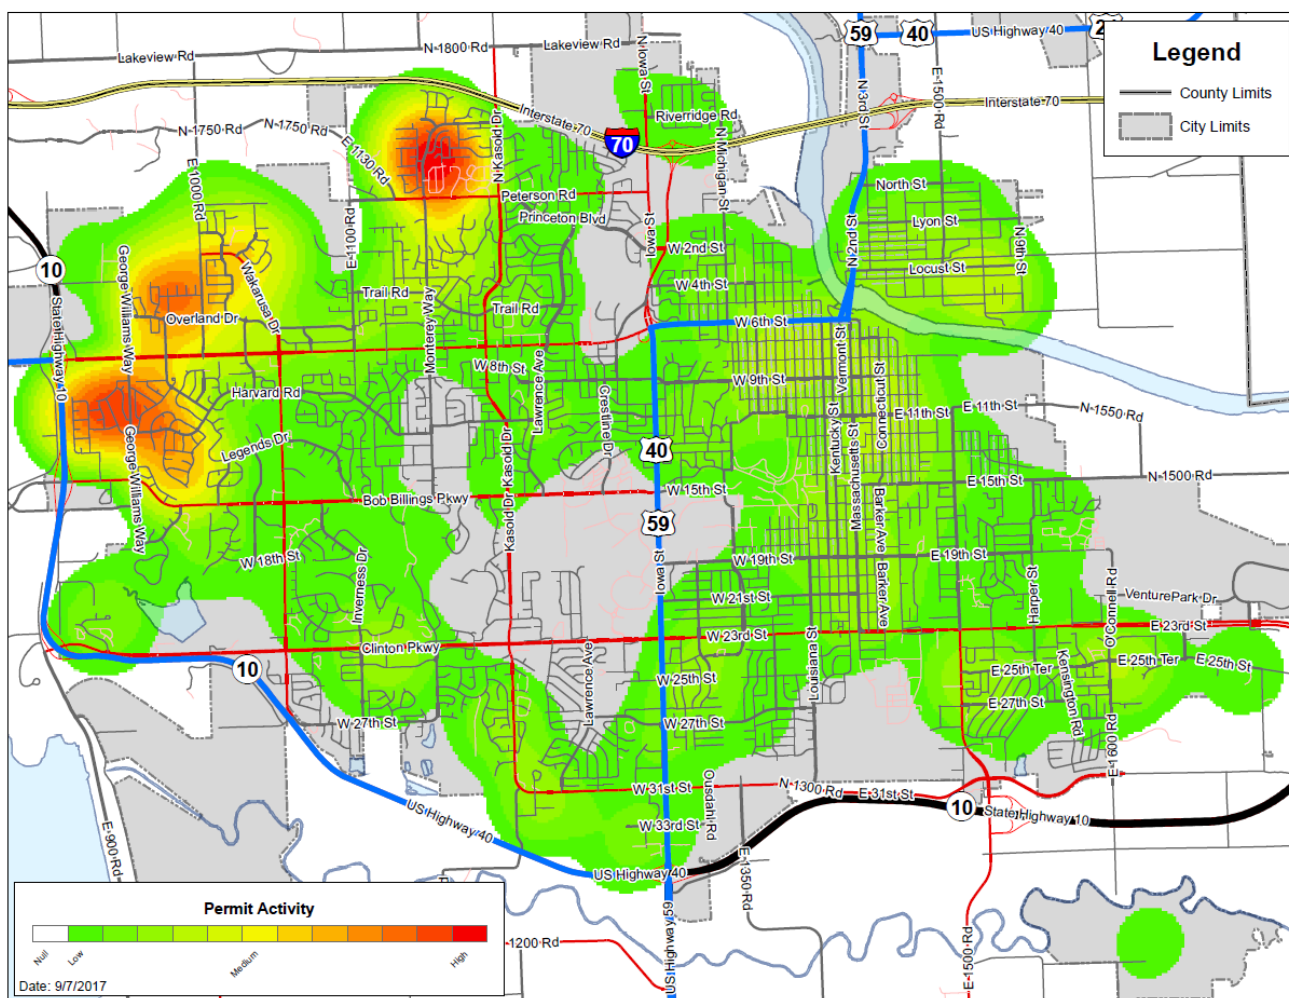 Legend
County Limits
City Limits
59
40
US Highway 40
Lakeview Rd
N 1800 Rd
Lakeview Rd
N Iowa St
N 3rd St
E 1500 Rd
Interstate 70
N 1750 Rd
N 1750 Rd
E 1130 Rd
N Kasold Dr
Interstate 70
70
Riverridge Rd
N Michigan St
E 1000 Rd
Peterson Rd
Princeton Blvd
North St
Lyon St
N 9th St
N 2nd St
Locust St
E 1100 Rd
Iowa St
W 2nd St
W 4th St
10
George Williams Way
Wakarusa Dr
State Highway 10
Trail Rd
Trail Rd
Monterey Way
Overland Dr
W 6th St
Vermont St
Connecticut St
W 8th St
Lawrence Ave
W 9th St
Harvard Rd
Crestline Dr
Kentucky St
E 11th St
E 11th St
N 1550 Rd
Legends Dr
George Williams Way
Kasold Dr
Kasold Dr
40
Massachusetts St
N 1500 Rd
Bob Billings Pkwy
W 15th St
E 15th St
Barker Ave
59
W 18th St
Inverness Dr
Iowa St
W 19th St
E 19th St
Barker Ave
Harper St
O'Connell Rd
W 21st St
VenturePark Dr
W 23rd St
E 23rd St
Clinton Pkwy
Lawrence Ave
Louisiana St
10
W 25th St
E 25th Ter
Kensington Rd
E 25th Ter
E 25th St
W 27th St
W 27th St
E 27th St
E 1600 Rd
W 31st St
N 1300 Rd
E 31st St
10
State Highway 10
US Highway 40
W 33rd St
Ousdahl Rd
E 900 Rd
US Highway 40
E 1350 Rd
US Highway 59
E 1500 Rd
1200 Rd
Permit Activity
Null
Low
Medium
High
Date: 9/7/2017